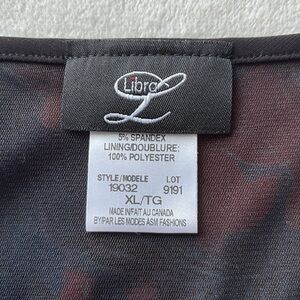 Libra
L
5% SPANDEX
LINING/DOUBLURE:
100% POLYESTER
STYLE/MODELE LOT
19032 9191
XL/TG
MADE IN/FAIT AU CANADA
BY/PAR LES MODES ASM FASHIONS